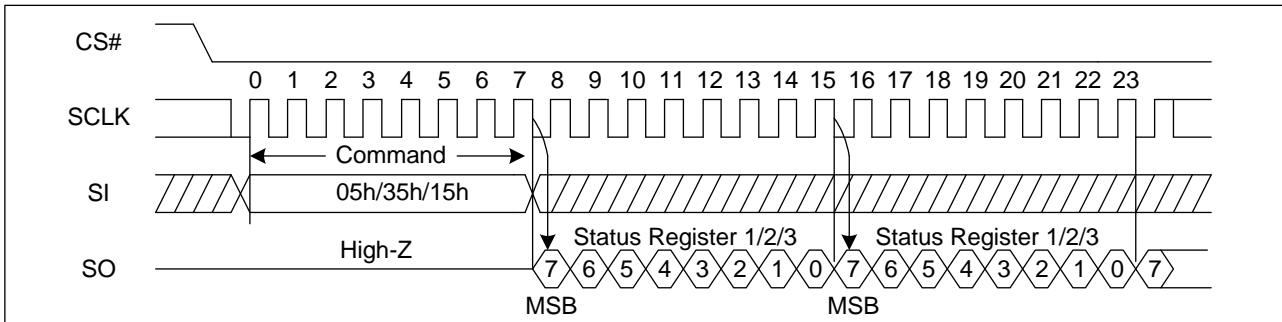 CS#
0 1 2 3 4 5 6 7 8 9 10 11 12 13 14 15 16 17 18 19 20 21 22 23
SCLK
Command
SI 05h/35h/15h
High-Z Status Register 1/2/3 Status Register 1/2/3
SO 7 6 5 4 3 2 1 0 7 6 5 4 3 2 1 0 7
MSB MSB